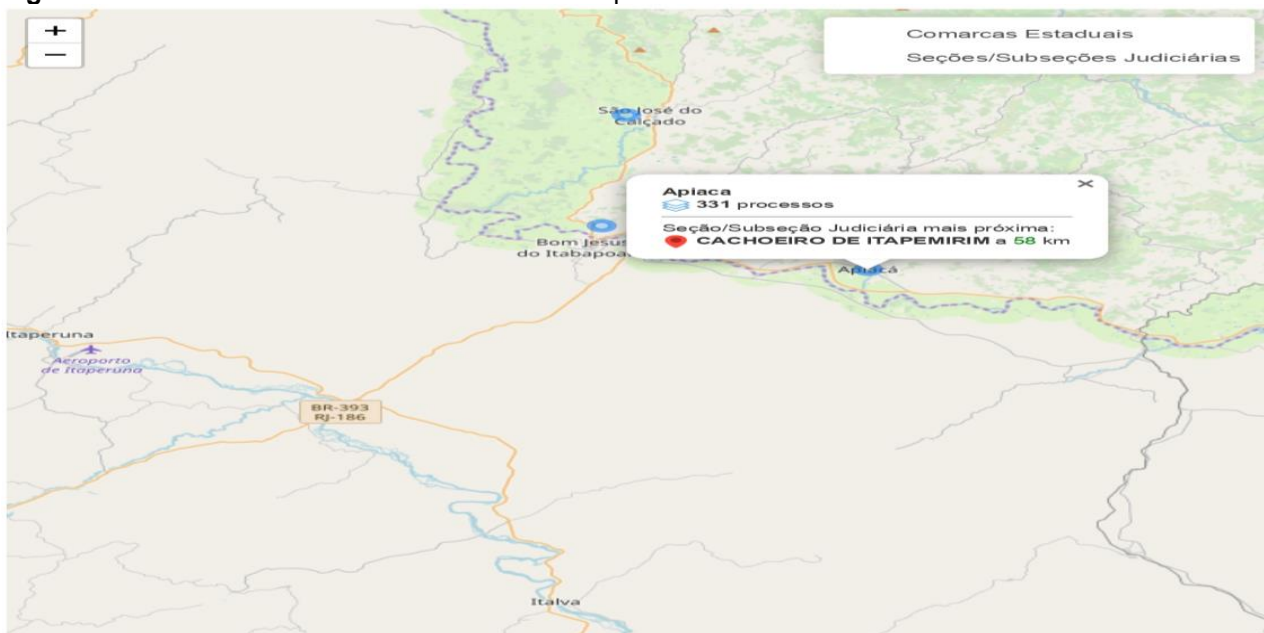 +
−
Comarcas Estaduais
Seções/Subseções Judiciárias
São José do
Calçado
Apiaca
331 processos
Seção/Subseção Judiciária mais próxima:
CACHOEIRO DE ITAPEMIRIM a 58 km
×
Bom Jesus
do Itabapoa
Apiacá
Itaperuna
Aeroporto
de Itaperuna
BR-393
RJ-186
Italva